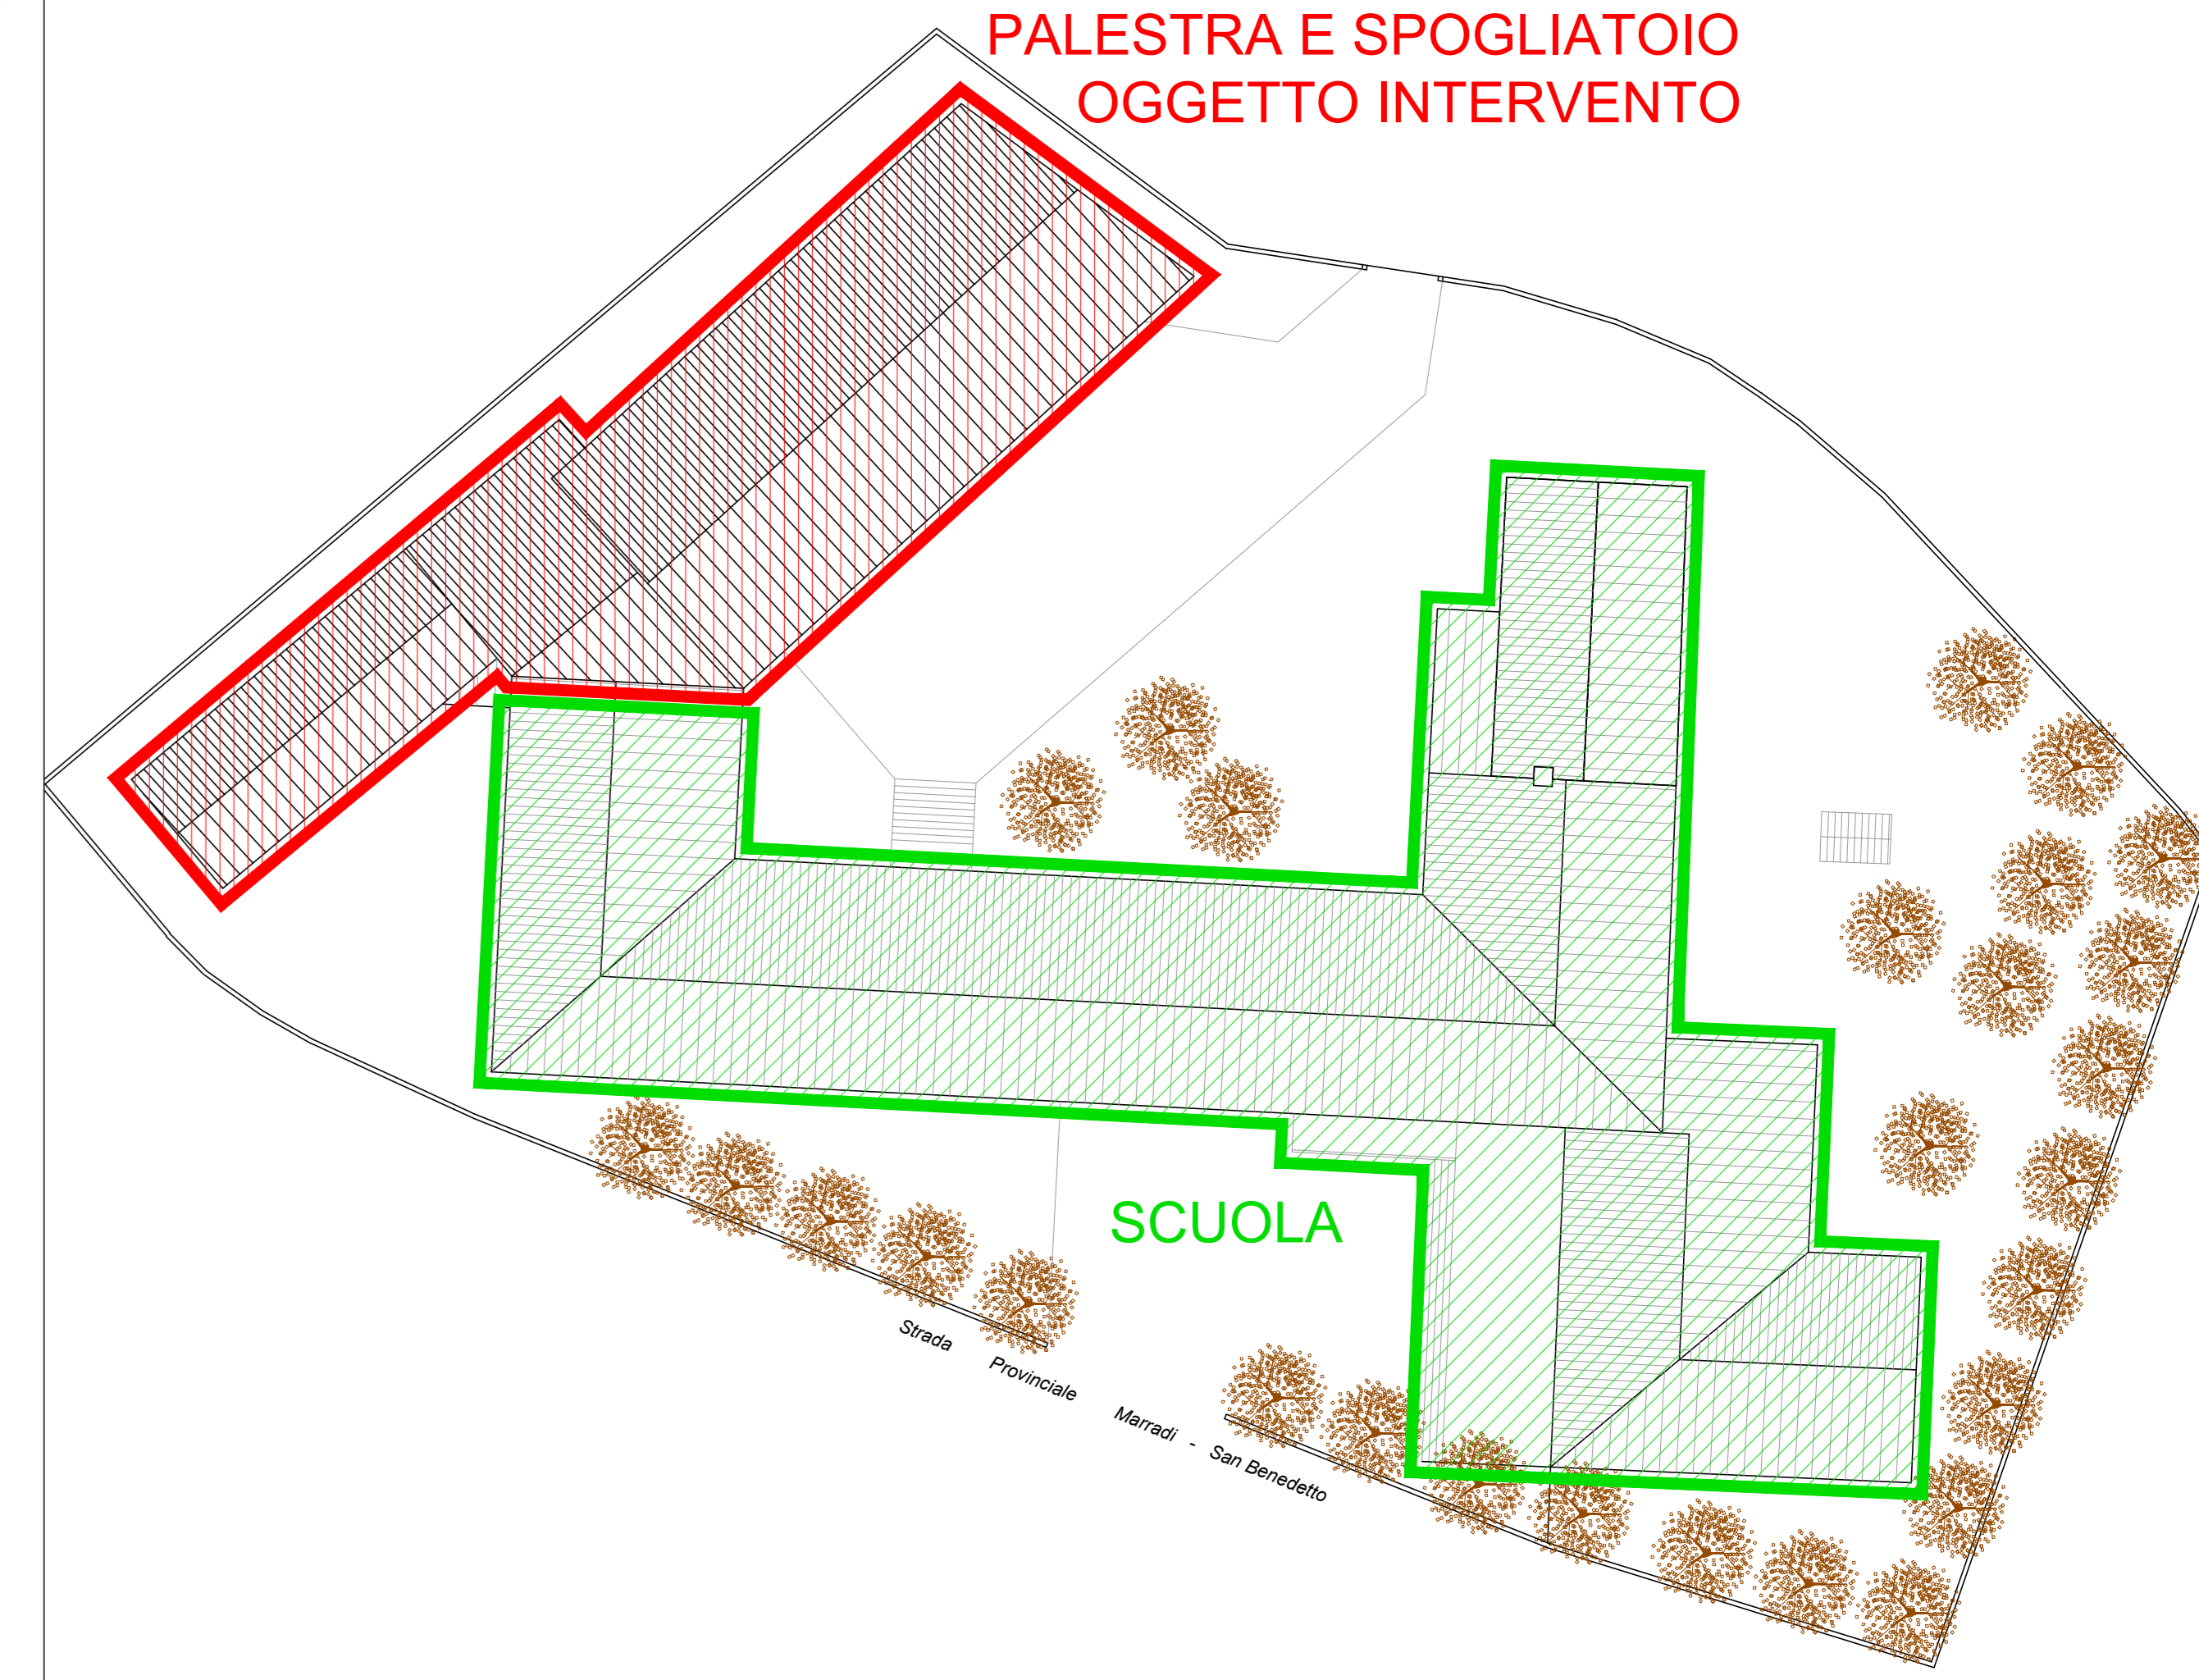 PALESTRA E SPOGLIATOIO
OGGETTO INTERVENTO
SCUOLA
Strada Provinciale Marradi - San Benedetto